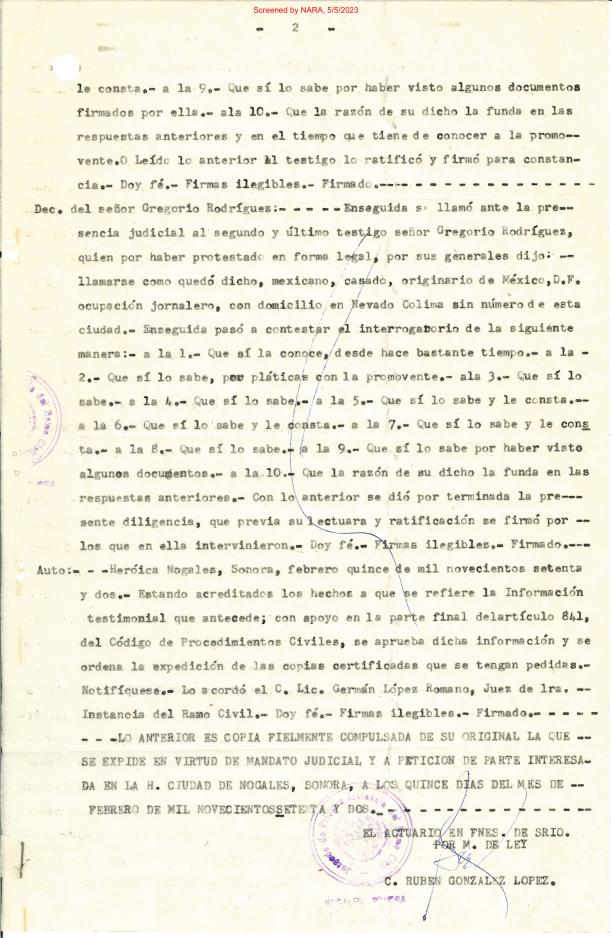 Screened by NARA, 5/5/2023
- 2 -
le consta.- a la 9.- Que sí lo sabe por haber visto algunos documentos
firmados por ella.- ala 10.- Que la razón de su dicho la funda en las
respuestas anteriores y en el tiempo que tiene de conocer a la promo--
vente.O Leído lo anterior al testigo lo ratificó y firmó para constan-
cia.- Doy fé.- Firmas ilegibles.- Firmado.- - - - - - - - - - - - - - -
Dec. del señor Gregorio Rodríguez:- - - - -Enseguida se llamó ante la pre--
sencia judicial al segundo y último testigo señor Gregorio Rodríguez,
quien por haber protestado en forma legal, por sus generales dijo: --
llamarse como quedó dicho, mexicano, casado, originario de México,D.F.
ocupación jornalero, con domicilio en Nevado Colima sin número de esta
ciudad.- Enseguida pasó a contestar el interrogatorio de la siguiente
manera:- a la 1.- Que sí la conoce, desde hace bastante tiempo.- a la -
2.- Que sí lo sabe, por pláticas con la promovente.- ala 3.- Que sí lo
sabe.- a la 4.- Que sí lo sabe.- a la 5.- Que sí lo sabe y le consta.--
a la 6.- Que sí lo sabe y le consta.- a la 7.- Que sí lo sabe y le cons
ta.- a la 8.- Que sí lo sabe.- a la 9.- Que sí lo sabe por haber visto
algunos documentos.- a la 10.- Que la razón de su dicho la funda en las
respuestas anteriores.- Con lo anterior se dió por terminada la pre---
sente diligencia, que previa su lectuara y ratificación se firmó por --
los que en ella intervinieron.- Doy fé.- Firmas ilegibles.- Firmado.---
Auto:- - -Heróica Nogales, Sonora, febrero quince de mil novecientos setenta
y dos.- Estando acreditados los hechos a que se refiere la Información
testimonial que antecede; con apoyo en la parte final delartículo 841,
del Código de Procedimientos Civiles, se aprueba dicha información y se
ordena la expedición de las copias certificadas que se tengan pedidas.-
Notifíquese.- Lo acordó el C. Lic. Germán López Romano, Juez de 1ra. --
Instancia del Ramo Civil.- Doy fé.- Firmas ilegibles.- Firmado.- - - - -
- - -LO ANTERIOR ES COPIA FIELMENTE COMPULSADA DE SU ORIGINAL LA QUE --
SE EXPIDE EN VIRTUD DE MANDATO JUDICIAL Y A PETICION DE PARTE INTERESA-
DA EN LA H. CIUDAD DE NOGALES, SONORA, A LOS QUINCE DIAS DEL MES DE --
FEBRERO DE MIL NOVECIENTOSSETENTA Y DOS.- - - - - - - - - - - - - - -
EL ACTUARIO EN FNES. DE SRIO.
POR M. DE LEY
C. RUBEN GONZALEZ LOPEZ.
NOGALES, SONORA